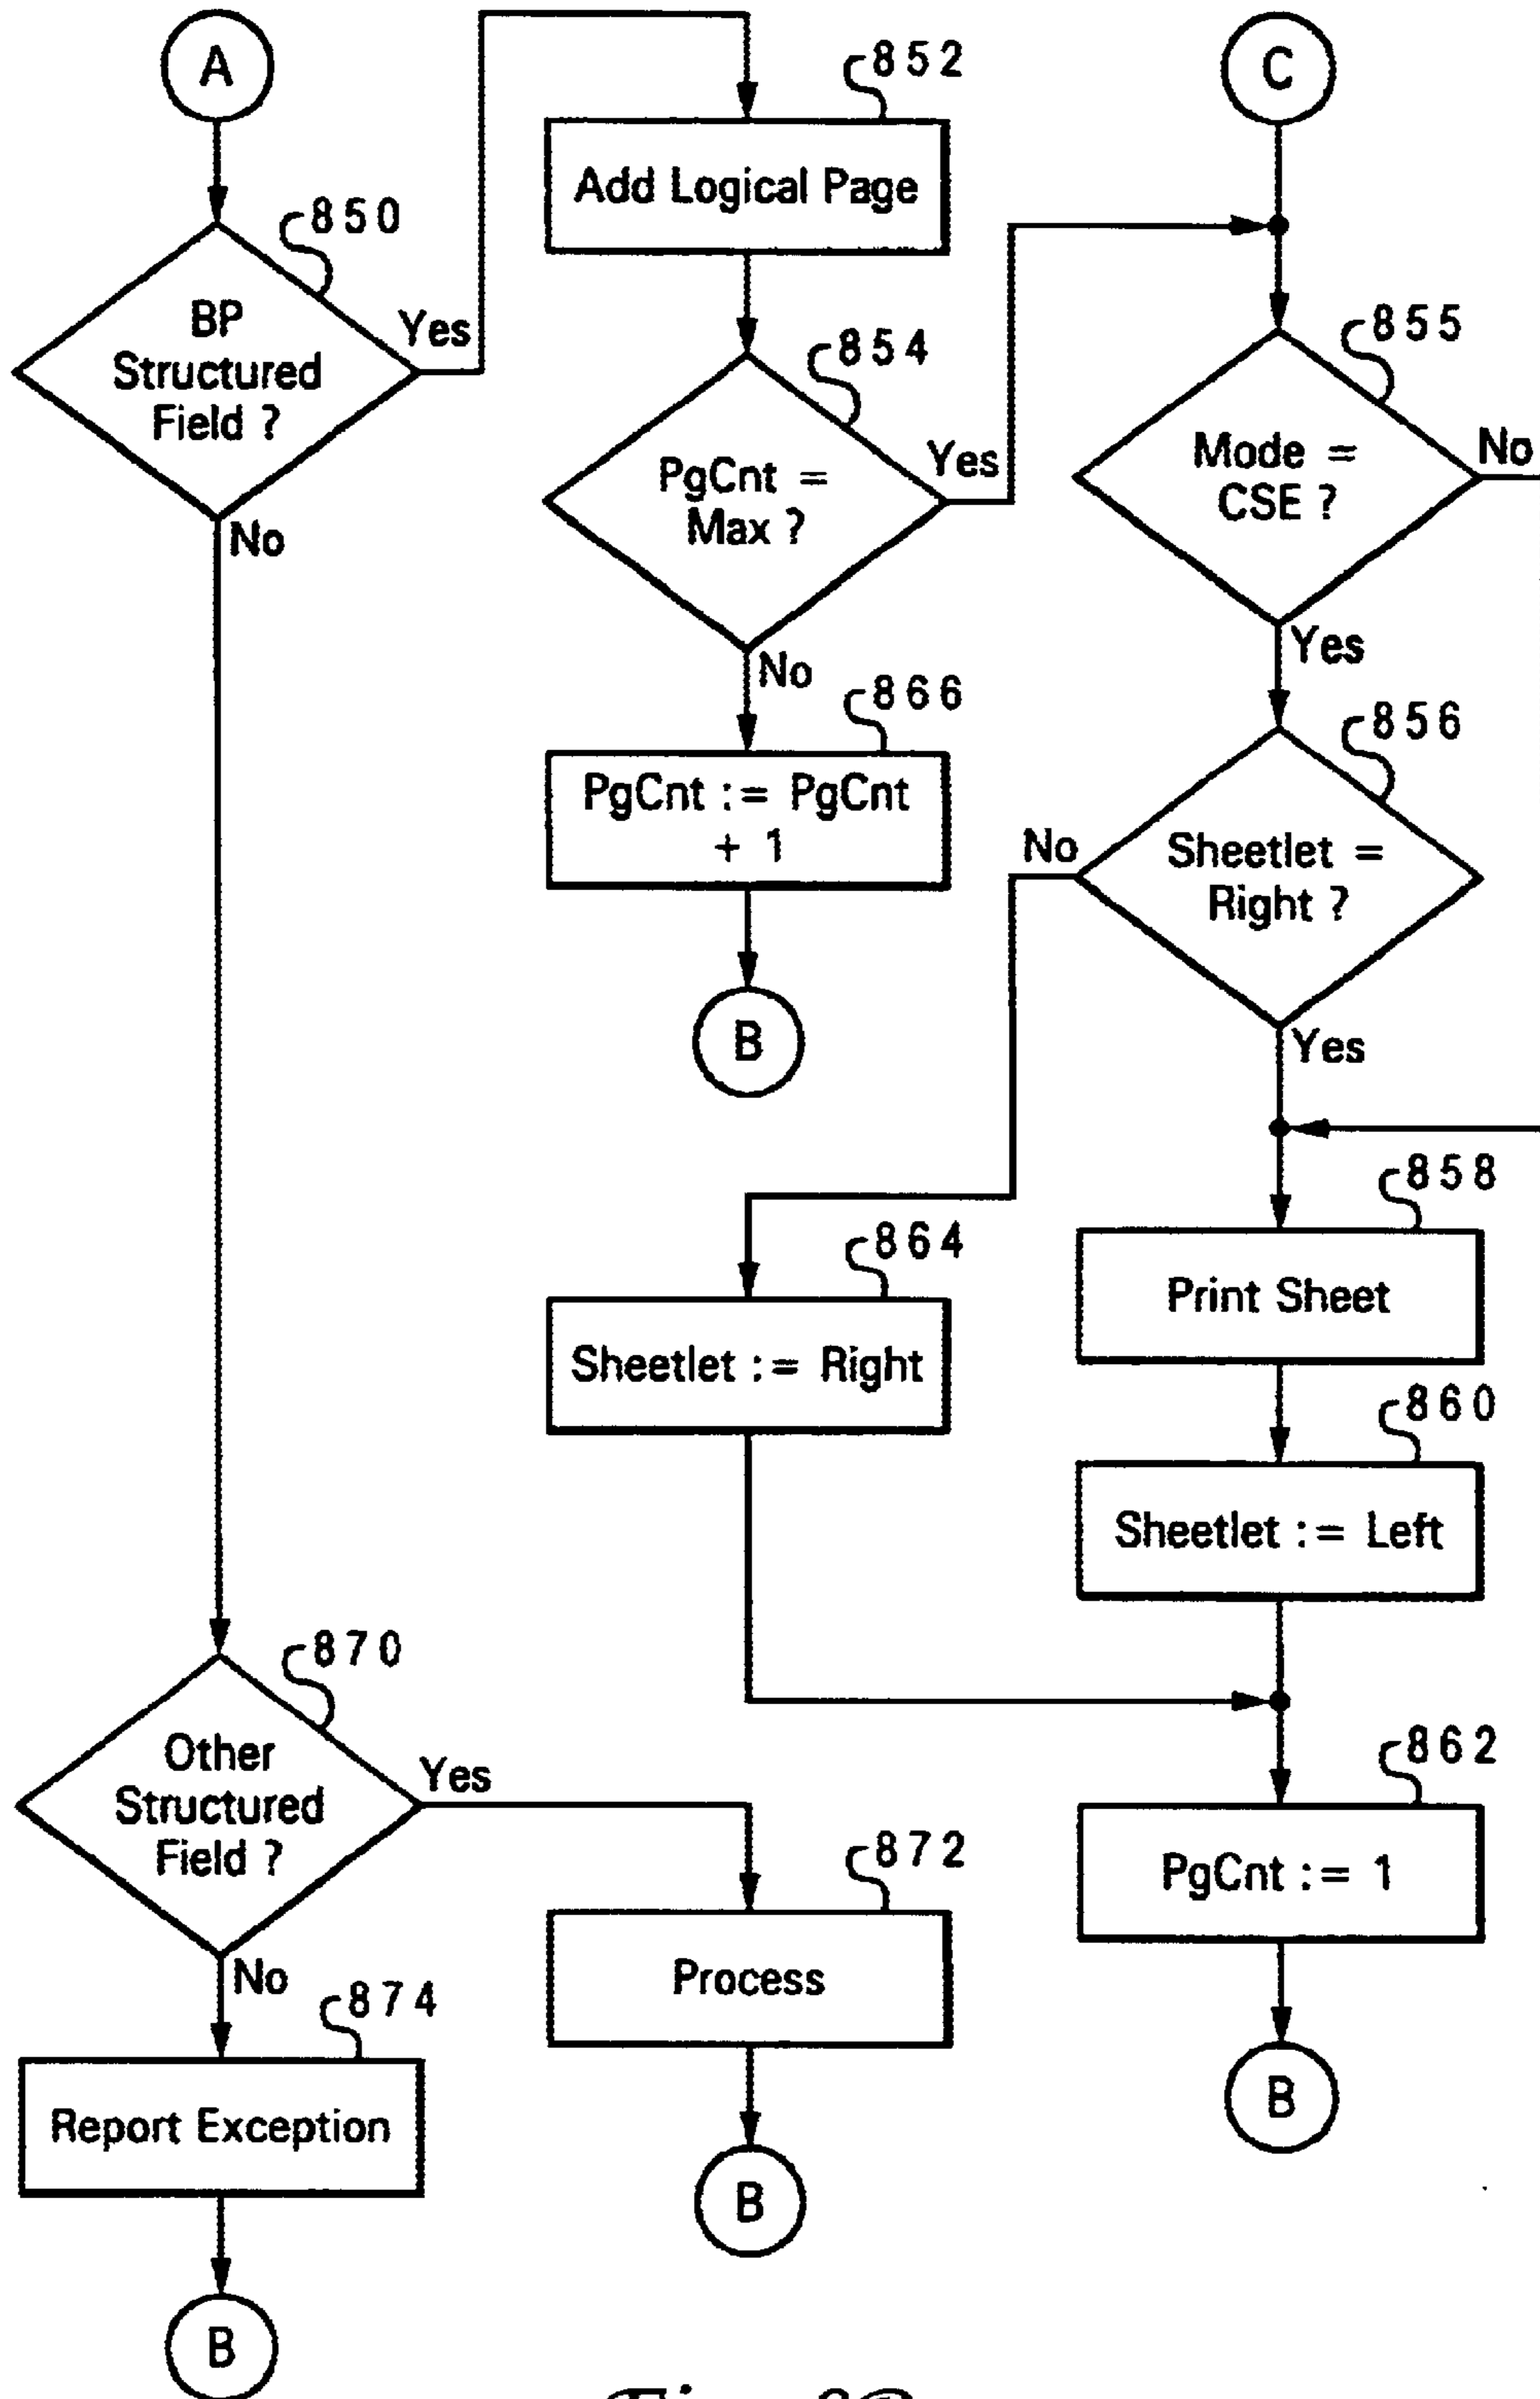 A
850
BP
Structured
Field ?
Yes
No
852
Add Logical Page
854
PgCnt =
Max ?
Yes
No
866
PgCnt := PgCnt
+ 1
B
C
855
Mode =
CSE ?
No
Yes
856
Sheetlet =
Right ?
No
Yes
858
Print Sheet
864
Sheetlet := Right
860
Sheetlet := Left
862
PgCnt := 1
B
870
Other
Structured
Field ?
Yes
No
872
Process
B
874
Report Exception
B